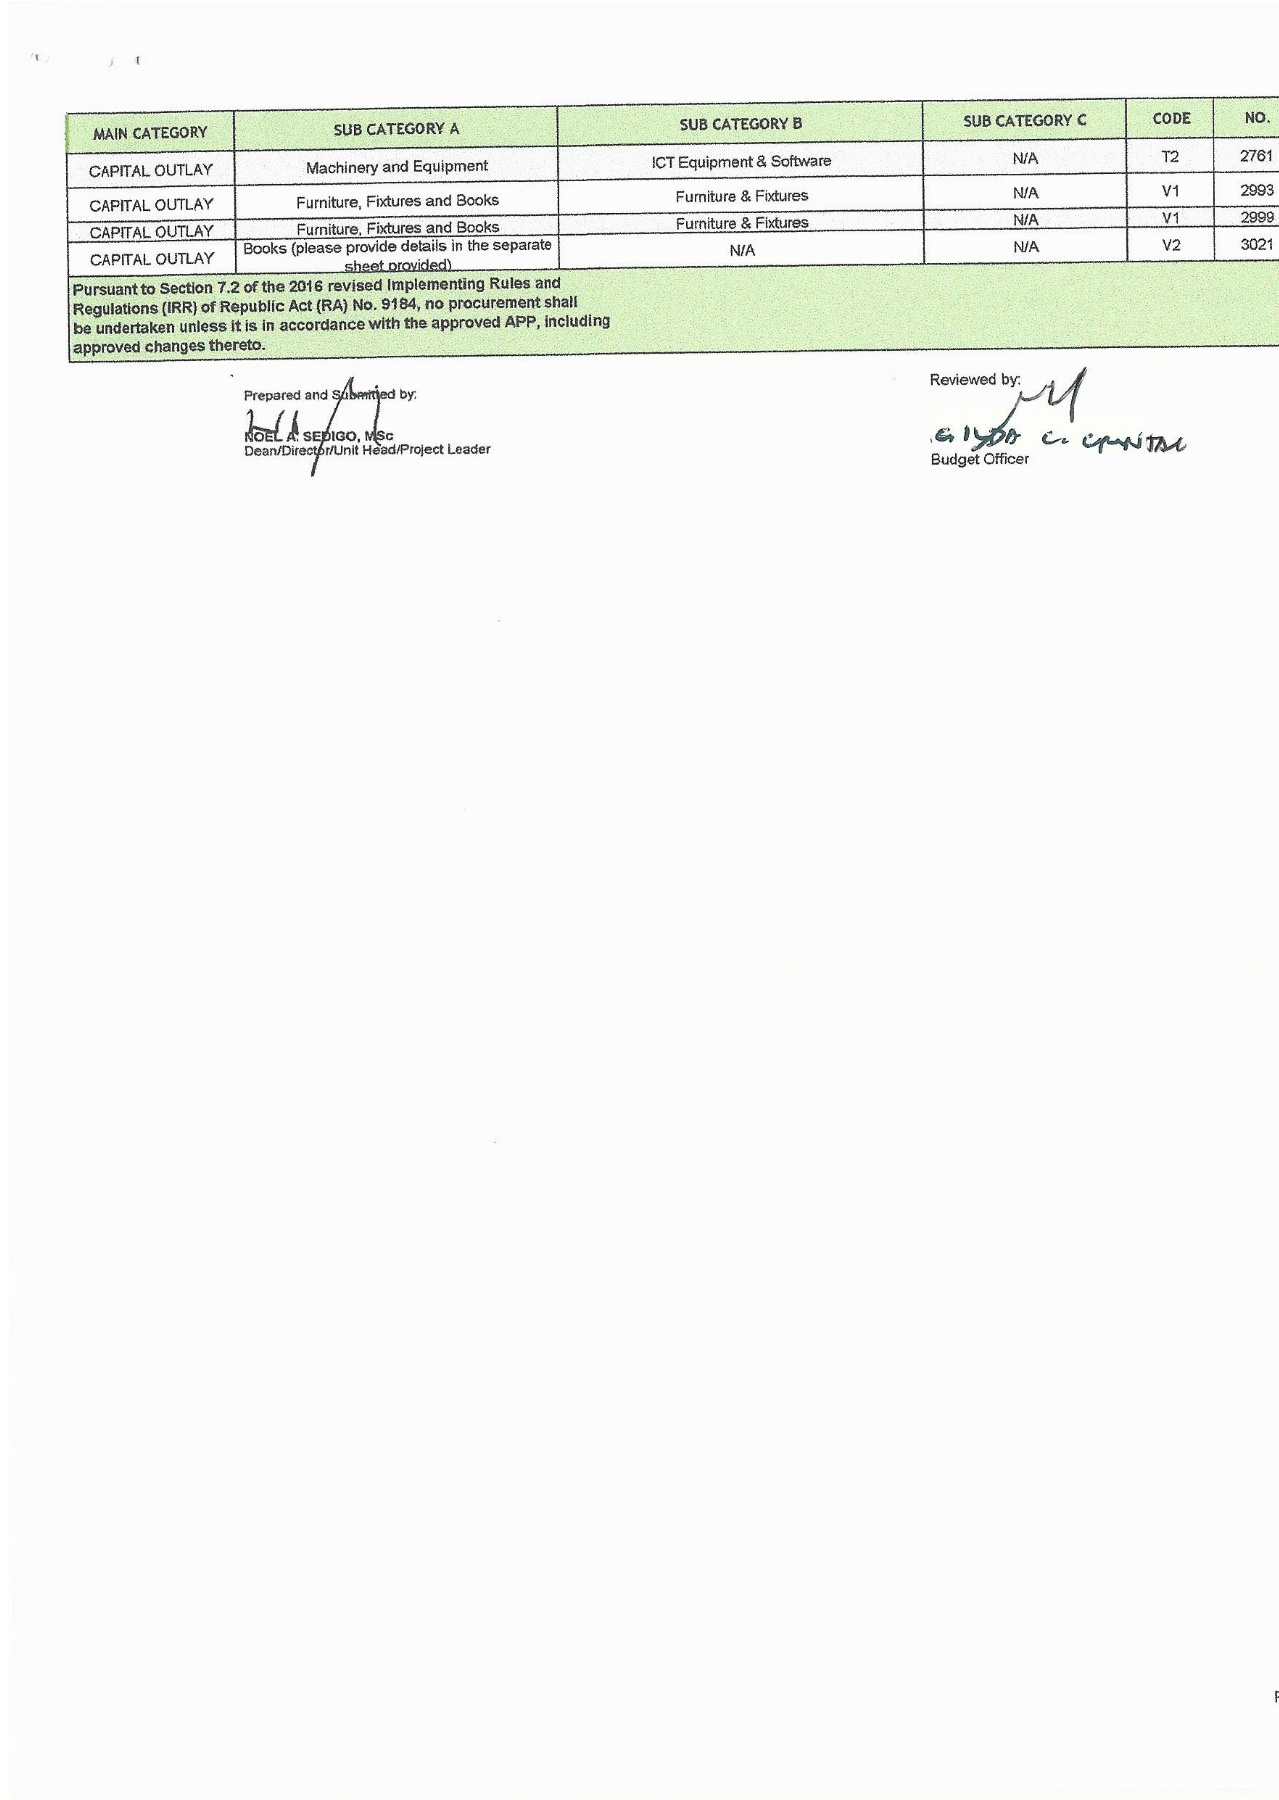 MAIN CATEGORY SUB CATEGORY A SUB CATEGORY B SUB CATEGORY C CODE NO.
CAPITAL OUTLAY Machinery and Equipment ICT Equipment & Software N/A T2 2761
CAPITAL OUTLAY Furniture, Fixtures and Books Furniture & Fixtures N/A V1 2993
CAPITAL OUTLAY Furniture, Fixtures and Books Furniture & Fixtures N/A V1 2999
CAPITAL OUTLAY Books (please provide details in the separate
sheet provided) N/A N/A V2 3021
Pursuant to Section 7.2 of the 2016 revised Implementing Rules and
Regulations (IRR) of Republic Act (RA) No. 9184, no procurement shall
be undertaken unless it is in accordance with the approved APP, including
approved changes thereto.
Prepared and Submitted by:
NOEL A. SEDIGO, MSc
Dean/Director/Unit Head/Project Leader
Reviewed by:
C.
Budget Officer